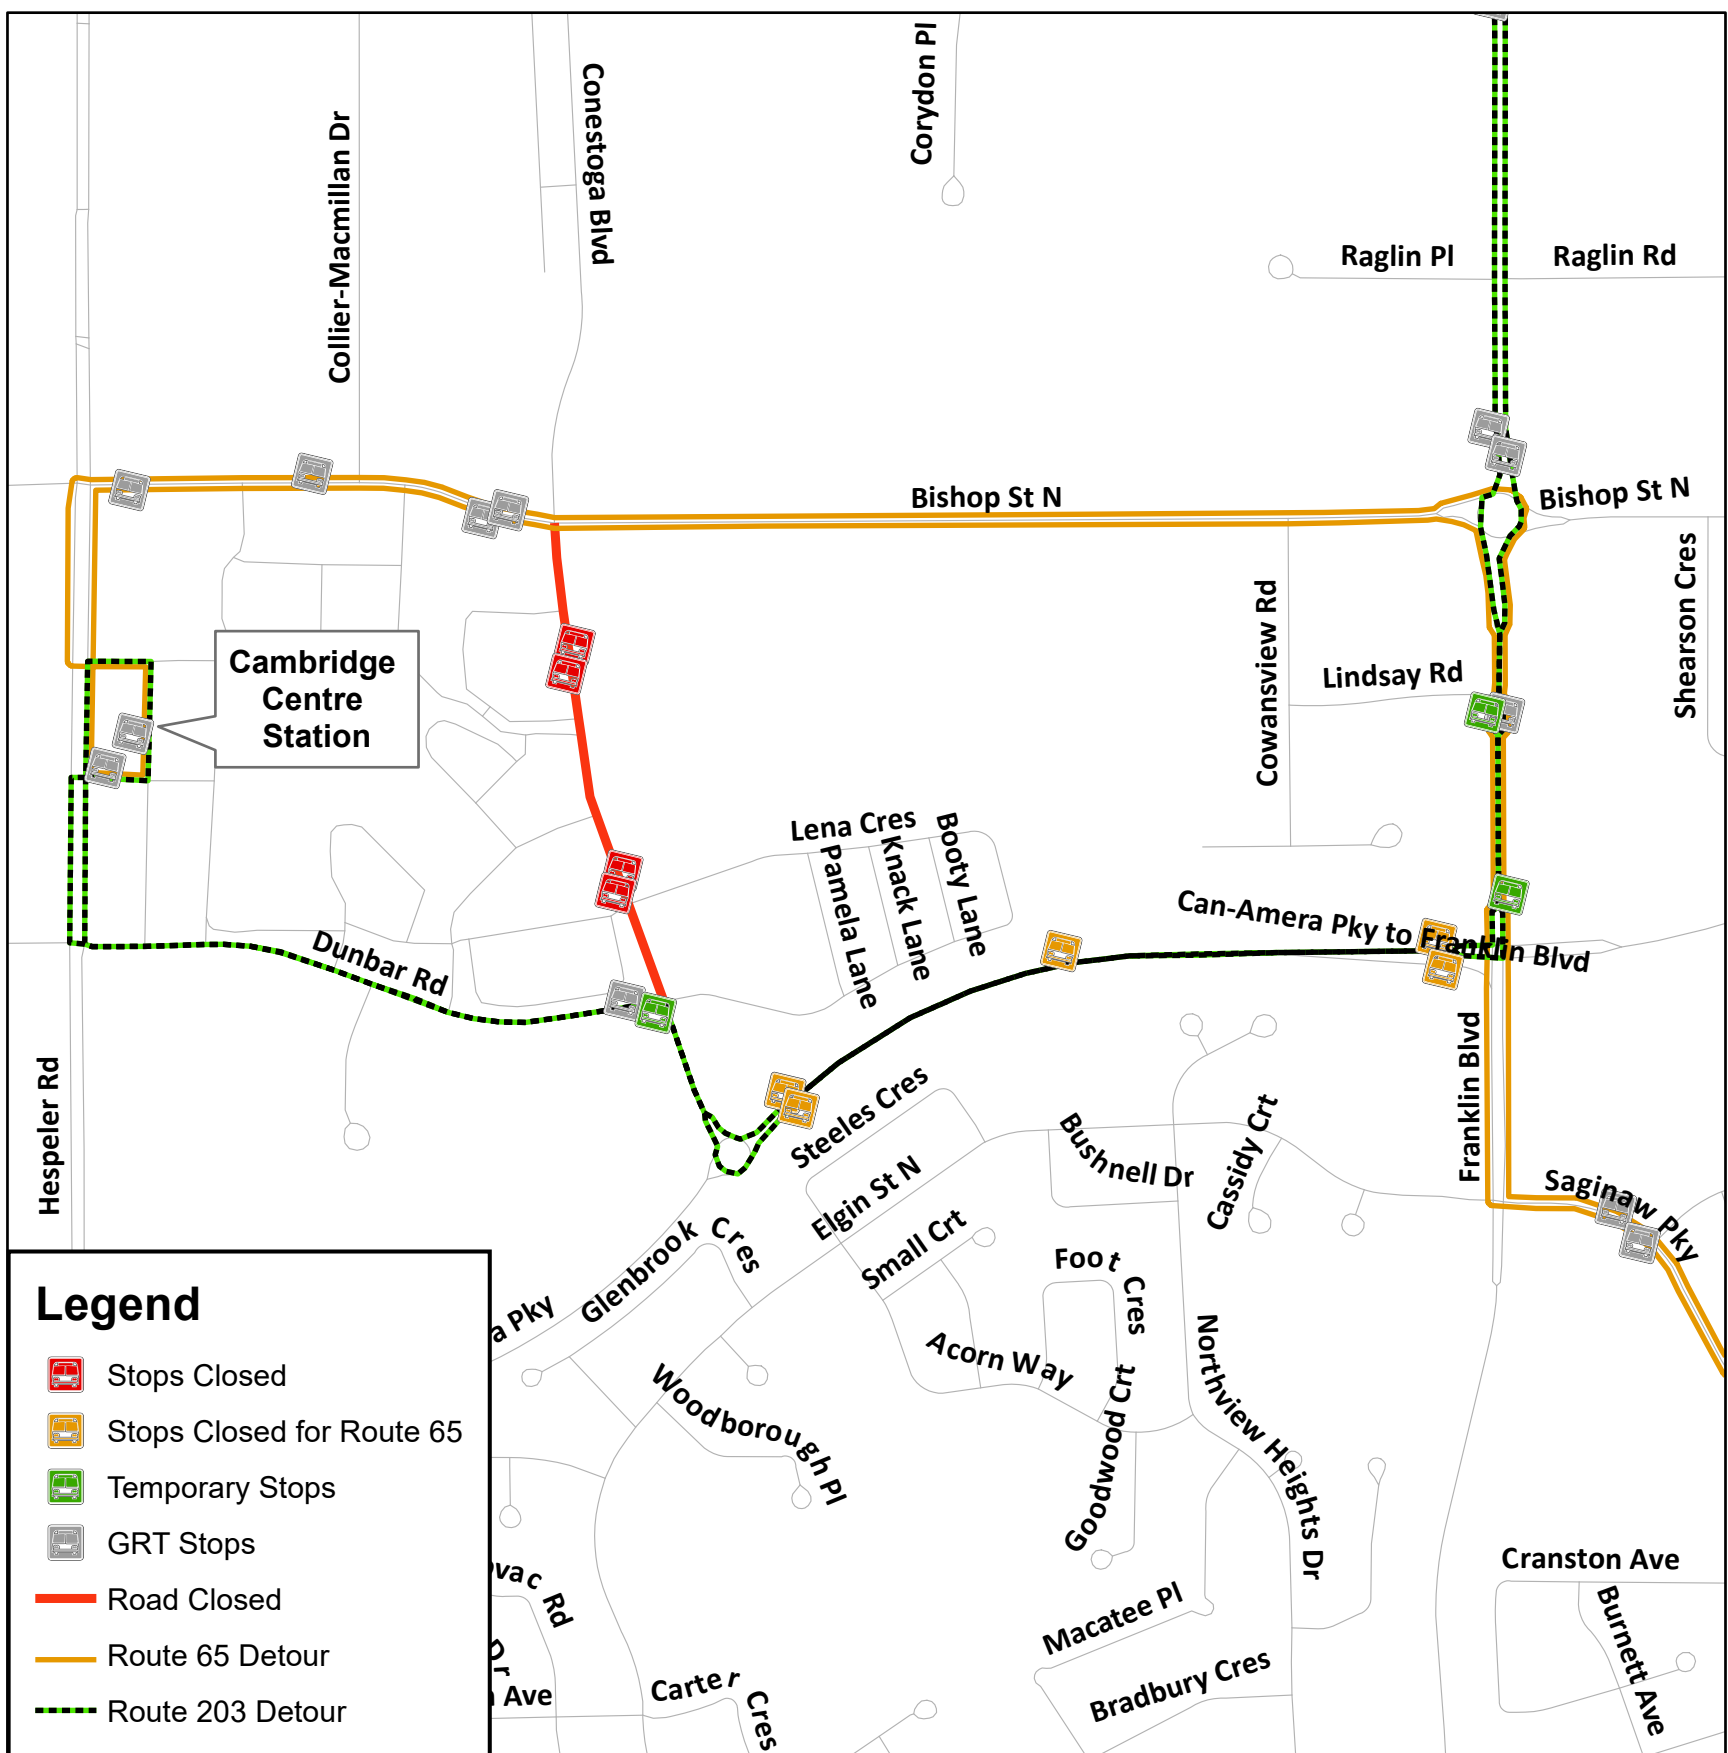 Corydon Pl
Conestoga Blvd
Collier-Macmillan Dr
Raglin Pl
Raglin Rd
Bishop St N
Bishop St N
Shearson Cres
Cowansview Rd
Lindsay Rd
Cambridge
Centre
Station
Lena Cres
Pamela Lane
Knack Lane
Booty Lane
Can-Amera Pky to Franklin Blvd
Dunbar Rd
Hespeler Rd
Franklin Blvd
Steeles Cres
Elgin St N
Small Crt
Bushnell Dr
Cassidy Crt
Saginaw Pky
Glenbrook Cres
a Pky
Foot Cres
Acorn Way
Goodwood Crt
Northview Heights Dr
Woodborough Pl
Macatee Pl
Bradbury Cres
Cranston Ave
Burnett Ave
ovac Rd
Dr
Ave
Carter Cres
Legend
Stops Closed
Stops Closed for Route 65
Temporary Stops
GRT Stops
Road Closed
Route 65 Detour
Route 203 Detour